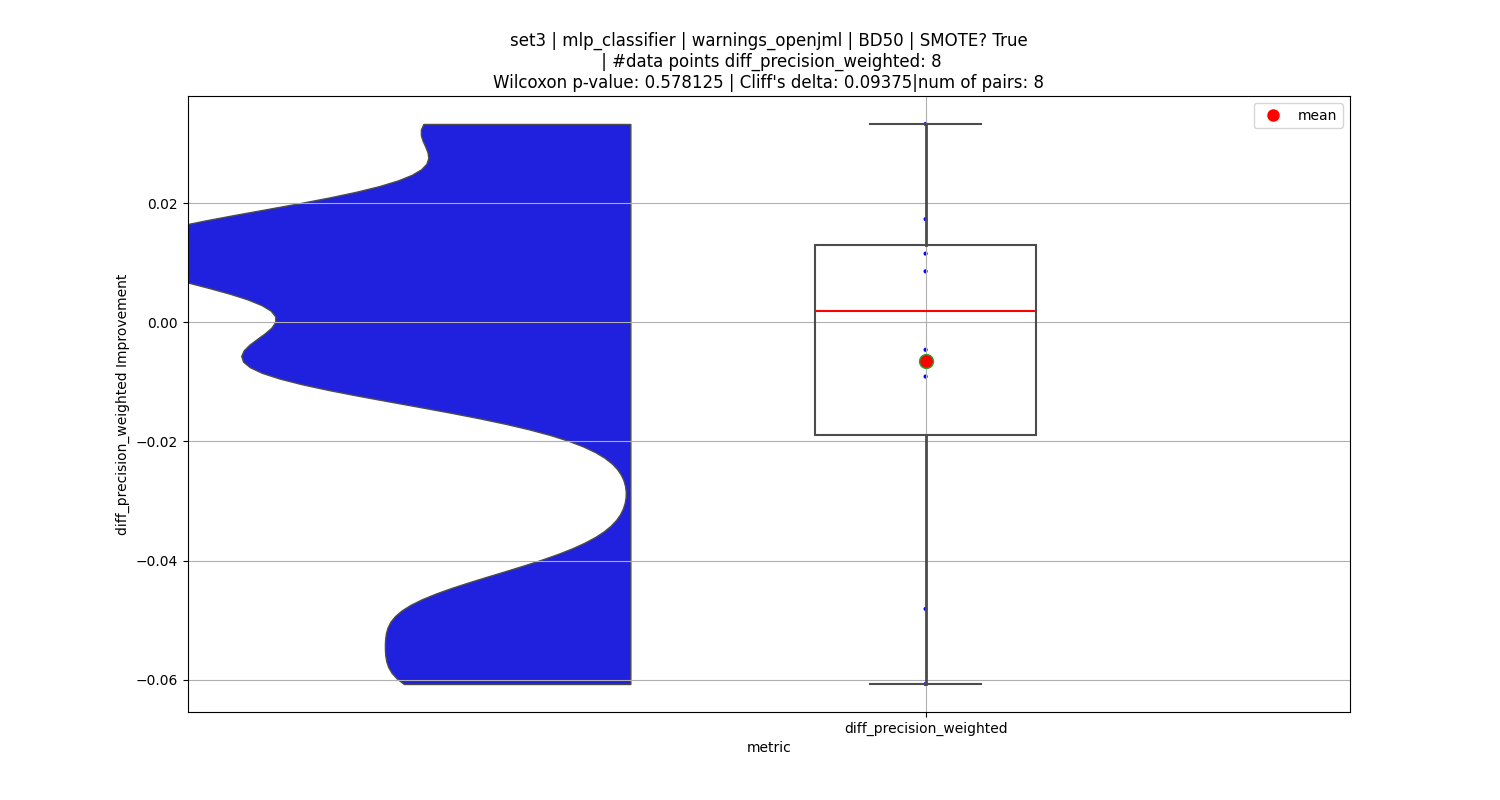 set3 | mlp_classifier | warnings_openjml | BD50 | SMOTE? True
| #data points diff_precision_weighted: 8
Wilcoxon p-value: 0.578125 | Cliff's delta: 0.09375|num of pairs: 8
mean
diff_precision_weighted Improvement
0.02
0.00
−0.02
−0.04
−0.06
diff_precision_weighted
metric